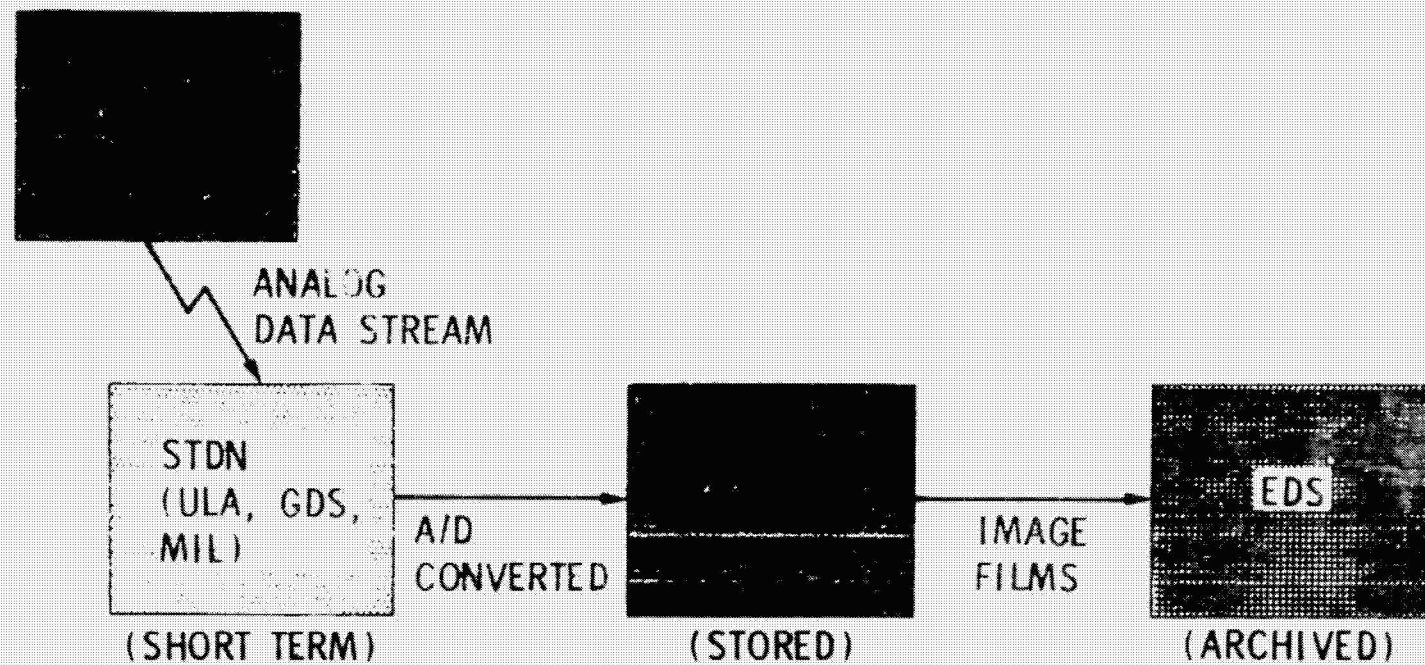 ANALOG
DATA STREAM
STDN
(ULA, GDS,
MIL)
A/D
CONVERTED
IMAGE
FILMS
EDS
(SHORT TERM)
(STORED)
(ARCHIVED)